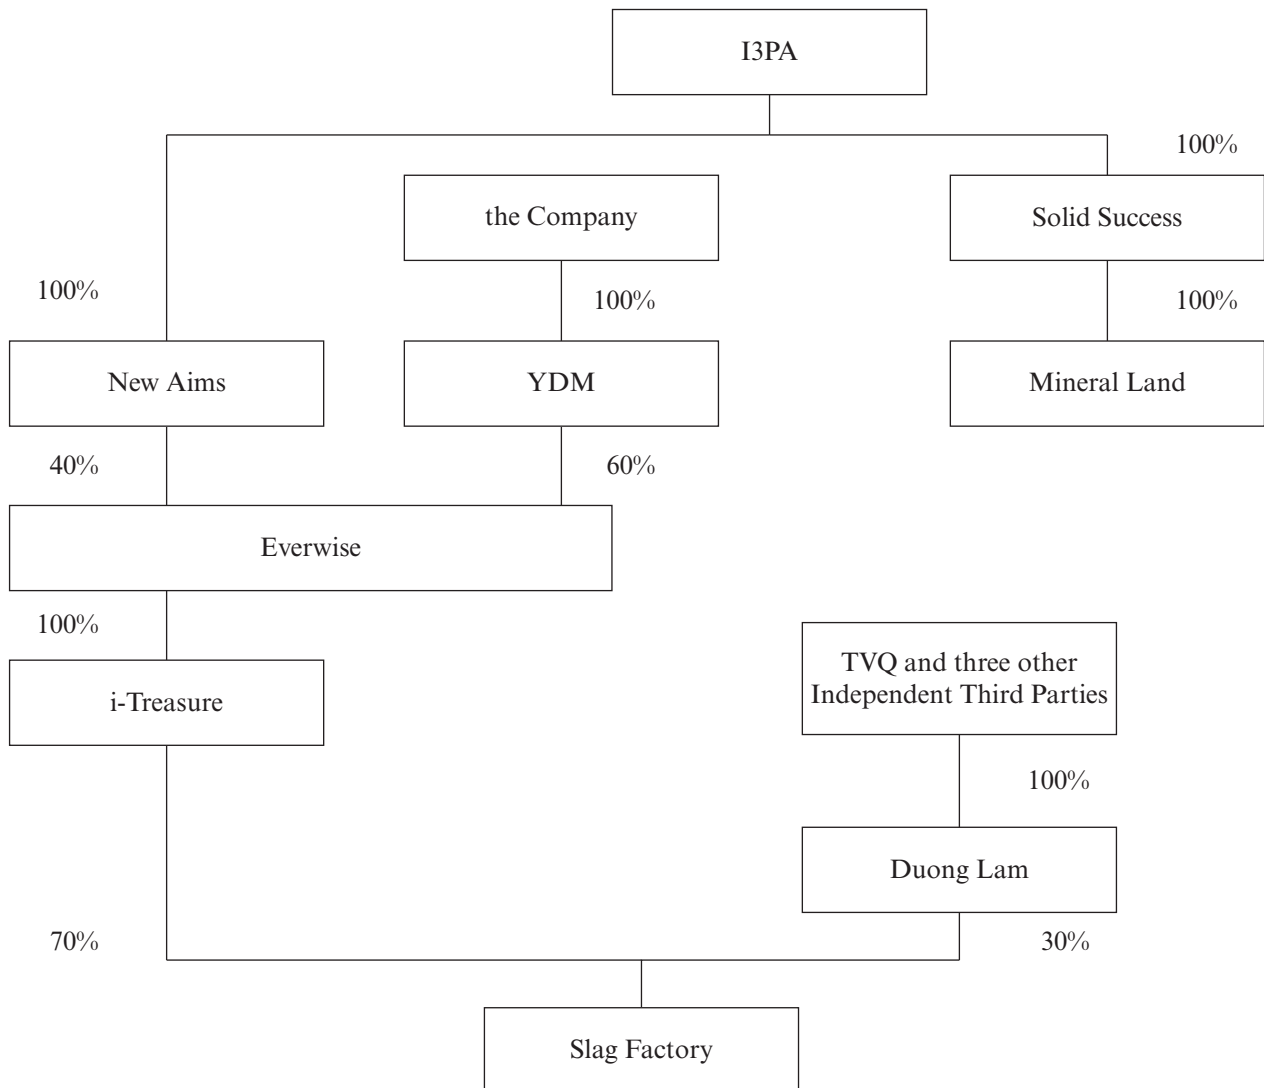 I3PA
100%
the Company
Solid Success
100%
100%
100%
New Aims
YDM
Mineral Land
40%
60%
Everwise
100%
TVQ and three other
Independent Third Parties
i-Treasure
100%
Duong Lam
70%
30%
Slag Factory